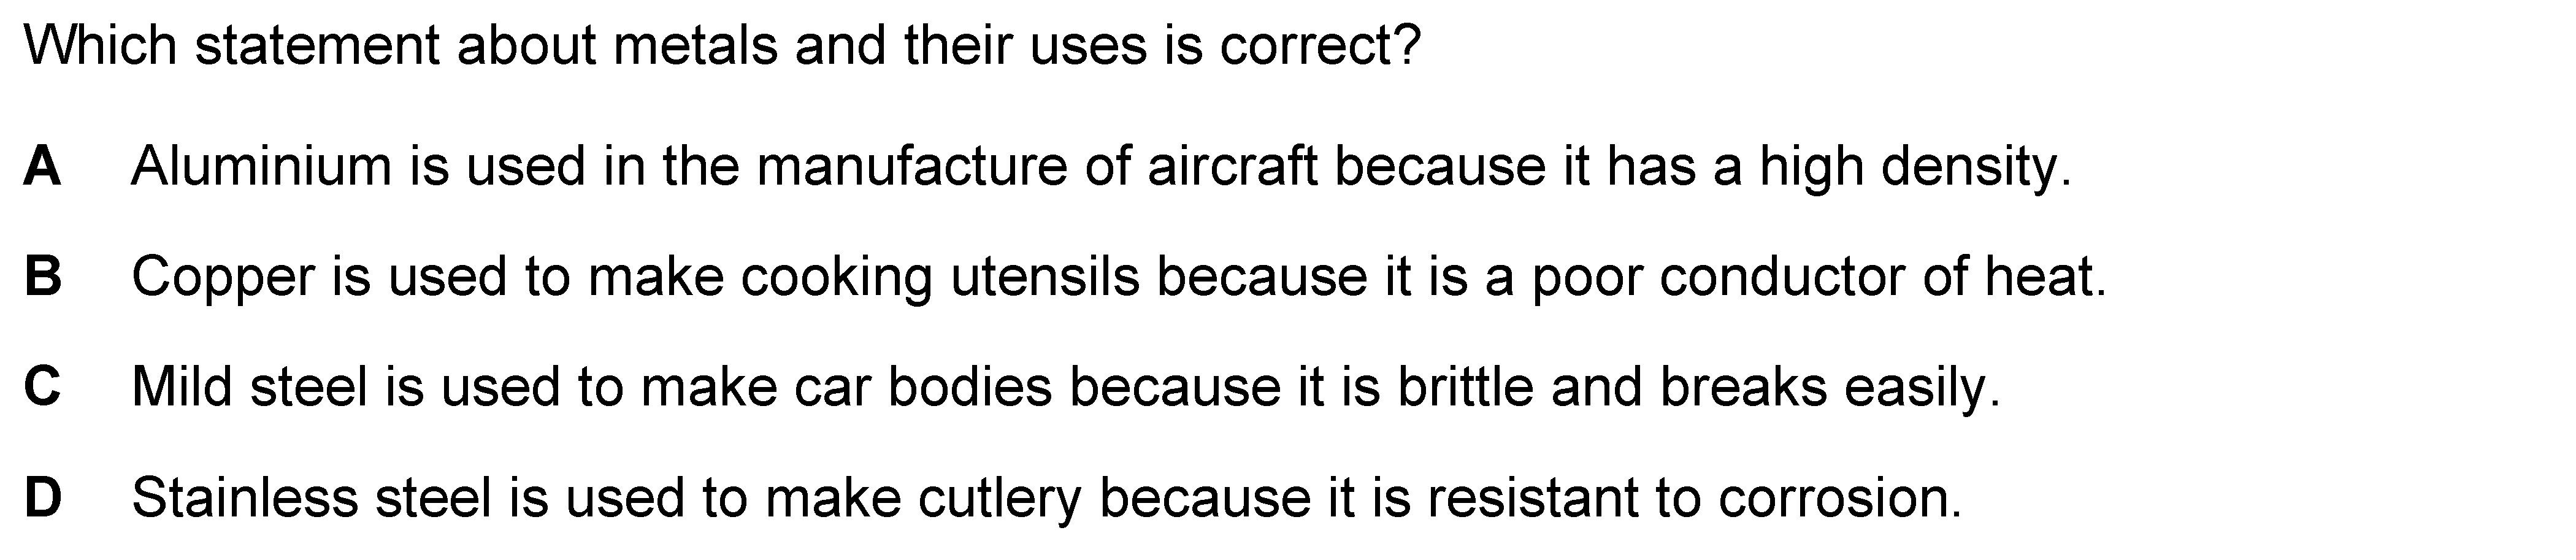 Which statement about metals and their uses is correct?
A Aluminium is used in the manufacture of aircraft because it has a high density.
B Copper is used to make cooking utensils because it is a poor conductor of heat.
C Mild steel is used to make car bodies because it is brittle and breaks easily.
D Stainless steel is used to make cutlery because it is resistant to corrosion.